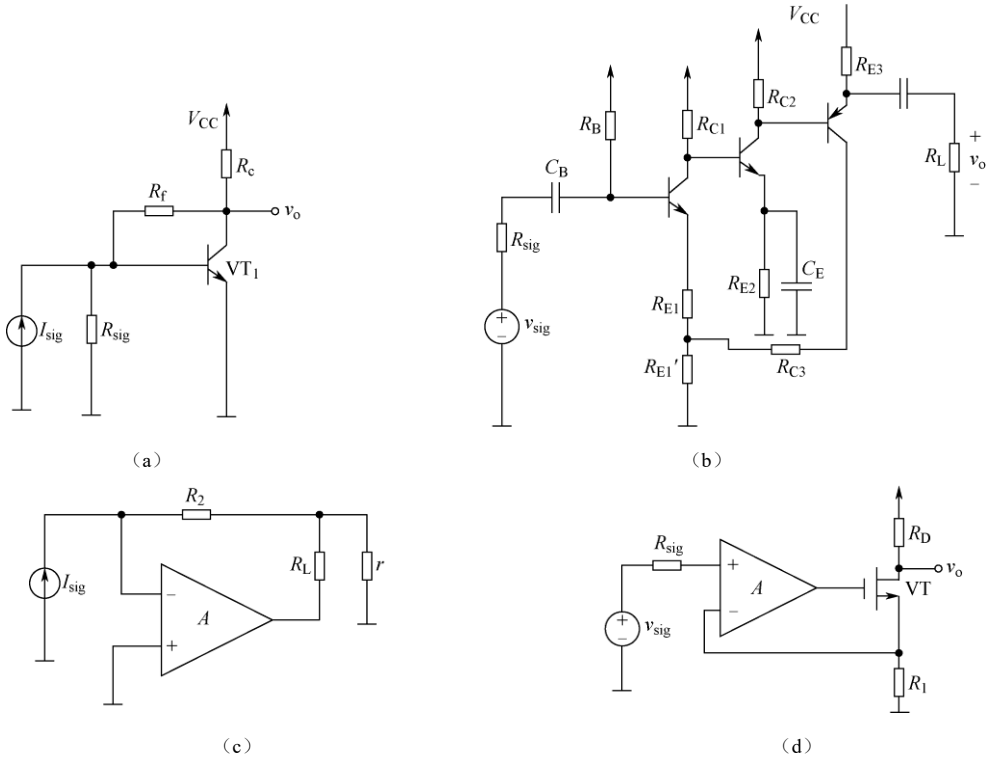 V_CC
R_c
R_f
v_o
VT_1
I_sig
R_sig
(a)
V_CC
R_E3
R_C2
R_B
R_C1
C_B
R_L
+
v_o
−
R_sig
R_E2
C_E
+
−
v_sig
R_E1
R_C3
R_E1′
(b)
R_2
R_L
r
I_sig
−
A
+
(c)
R_sig
R_D
+
A
−
VT
v_o
+
−
v_sig
R_1
(d)